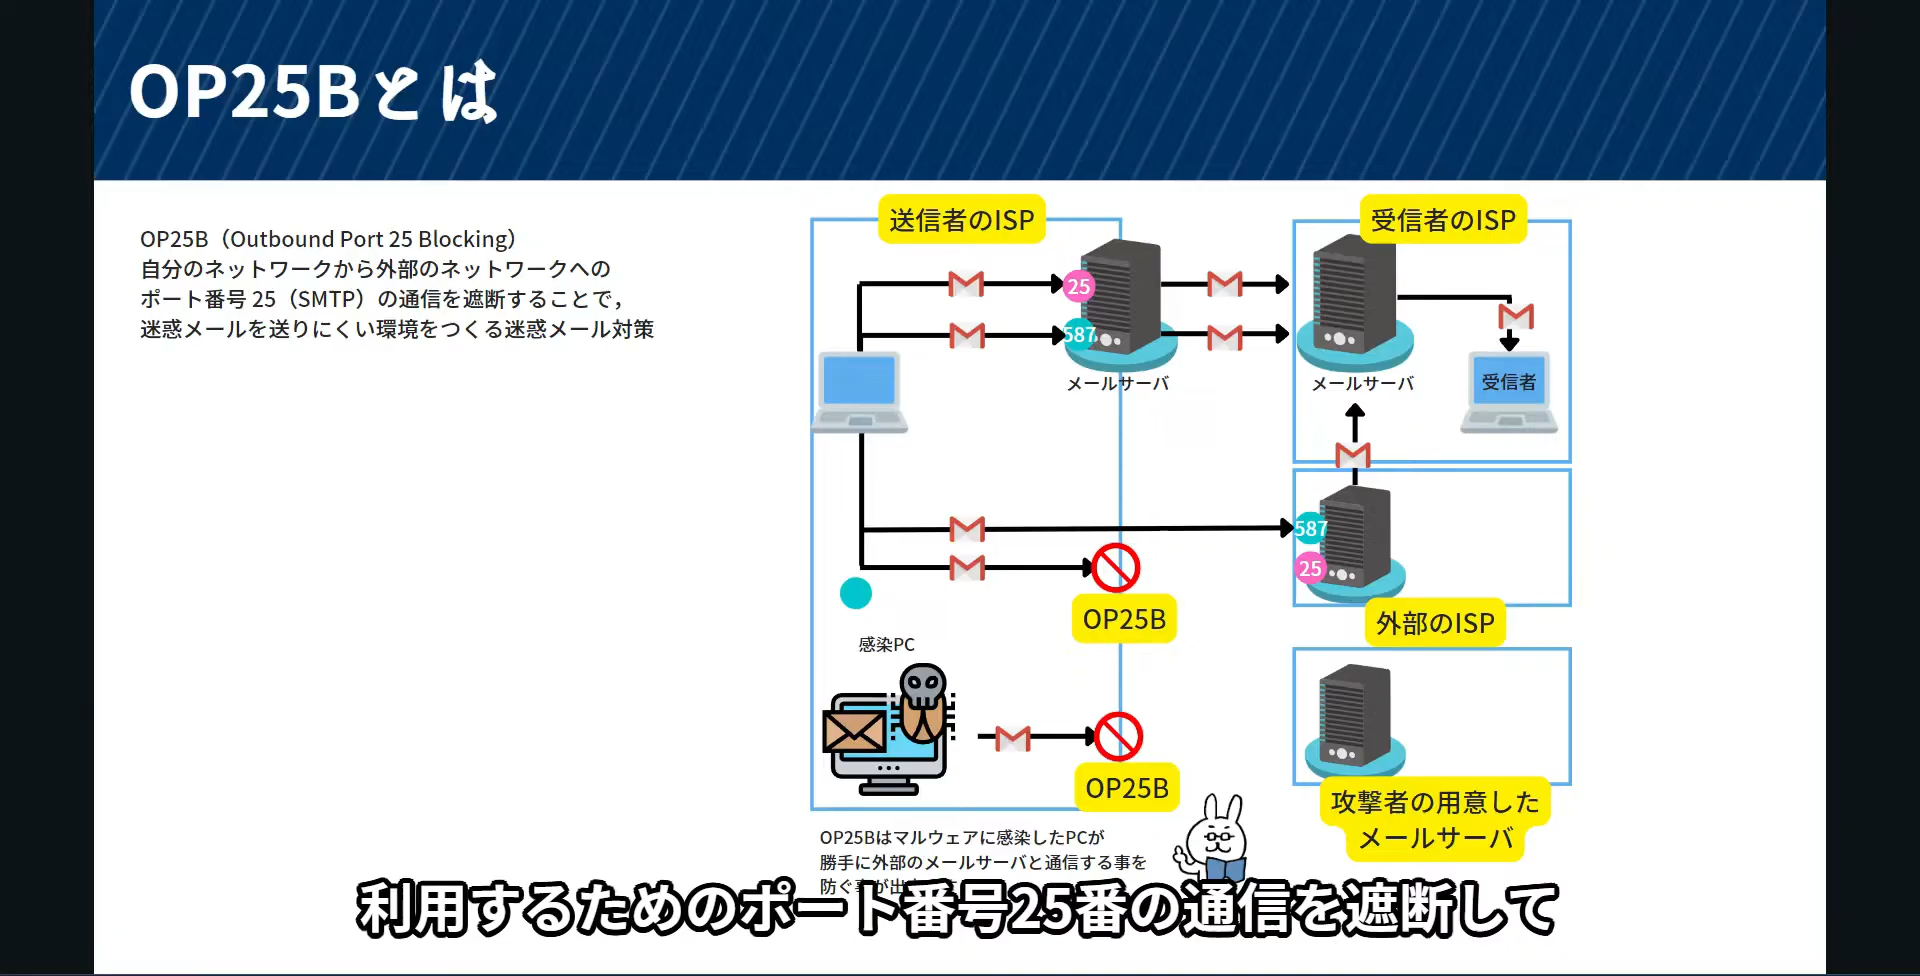 OP25Bとは
OP25B（Outbound Port 25 Blocking）
自分のネットワークから外部のネットワークへの
ポート番号 25（SMTP）の通信を遮断することで，
迷惑メールを送りにくい環境をつくる迷惑メール対策
送信者のISP
受信者のISP
25
587
メールサーバ
メールサーバ
受信者
587
25
OP25B
外部のISP
感染PC
OP25B
攻撃者の用意した
メールサーバ
OP25Bはマルウェアに感染したPCが
勝手に外部のメールサーバと通信する事を
防ぐ
利用するためのポート番号25番の通信を遮断して